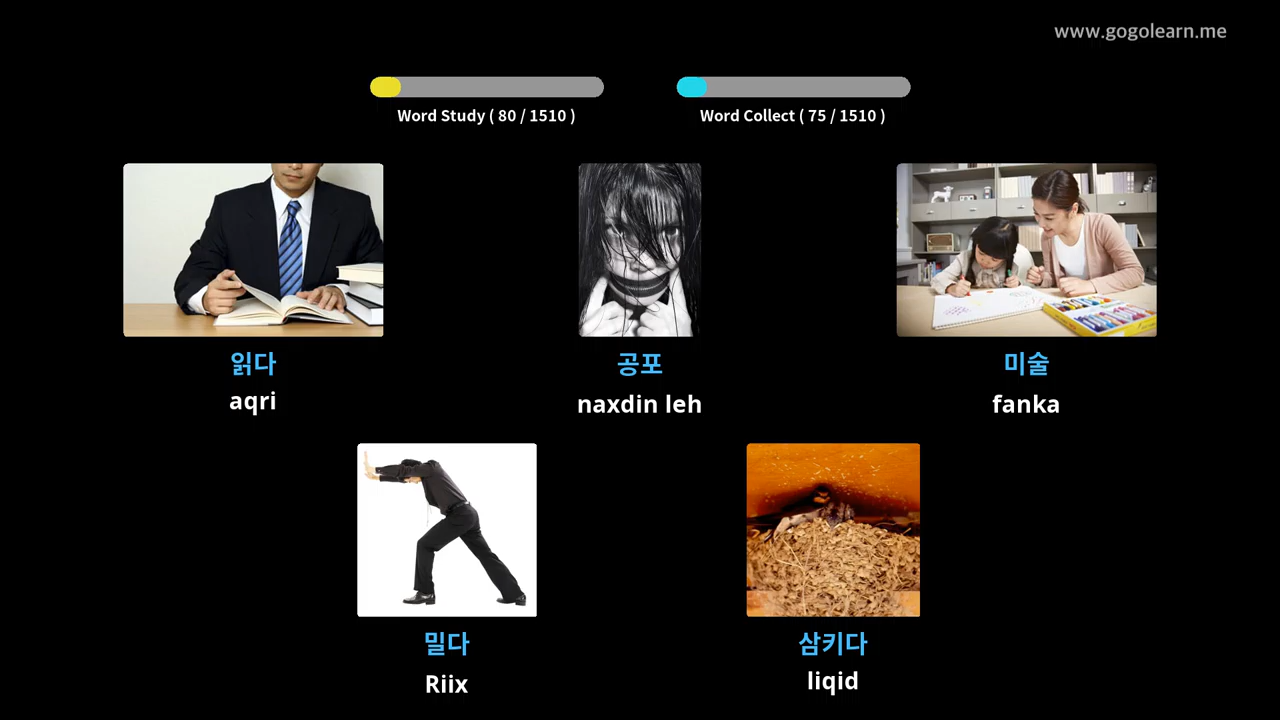 www.gogolearn.me
Word Study ( 80 / 1510 )
Word Collect ( 75 / 1510 )
읽다
aqri
공포
naxdin leh
미술
fanka
밀다
Riix
삼키다
liqid